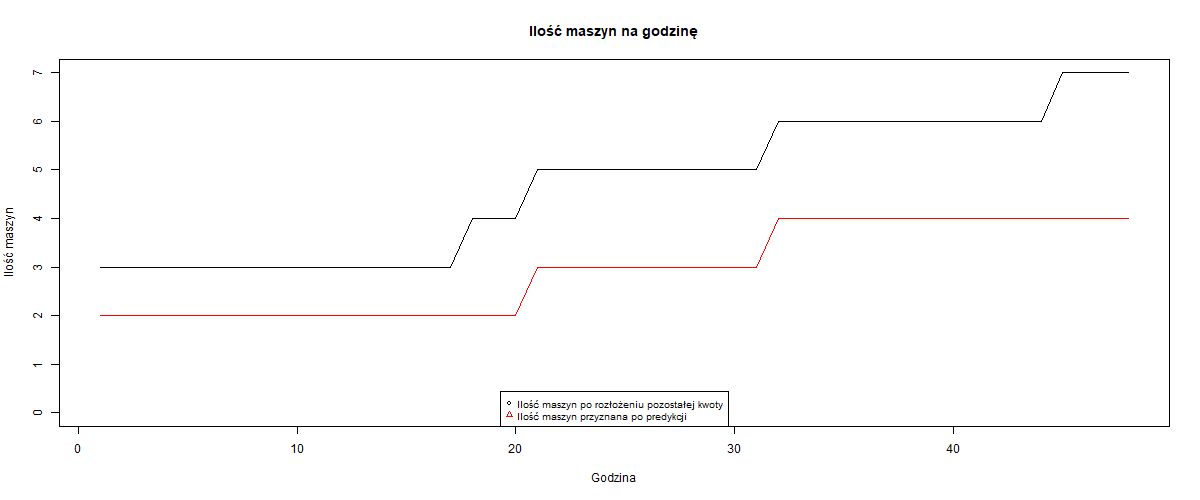 Ilość maszyn na godzinę
Ilość maszyn
7
6
5
4
3
2
1
0
Ilość maszyn po rozłożeniu pozostałej kwoty
Ilość maszyn przyznana po predykcji
0 10 20 30 40
Godzina